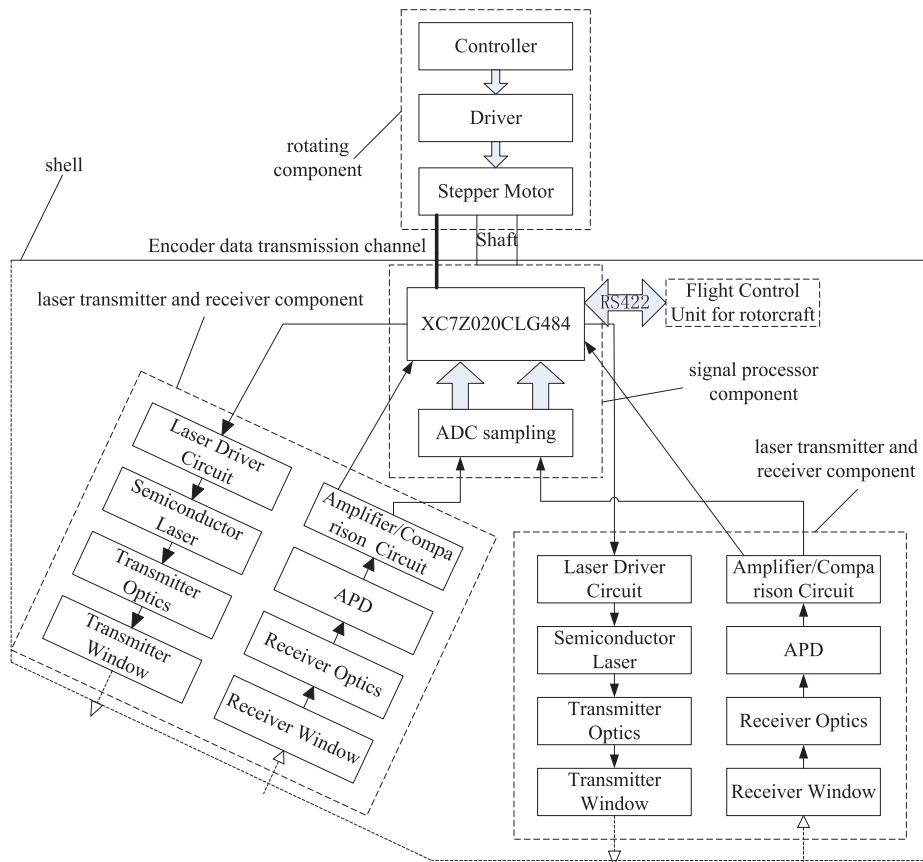 Controller
Driver
Stepper Motor
rotating
component
shell
Shaft
Encoder data transmission channel
laser transmitter and receiver component
XC7Z020CLG484
RS422
Flight Control
Unit for rotorcraft
ADC sampling
signal processor
component
laser transmitter and
receiver component
Laser Driver
Circuit
Semiconductor
Laser
Transmitter
Optics
Transmitter
Window
Amplifier/Compa
rison Circuit
APD
Receiver Optics
Receiver Window
Laser Driver
Circuit
Semiconductor
Laser
Transmitter
Optics
Transmitter
Window
Amplifier/Compa
rison Circuit
APD
Receiver Optics
Receiver Window